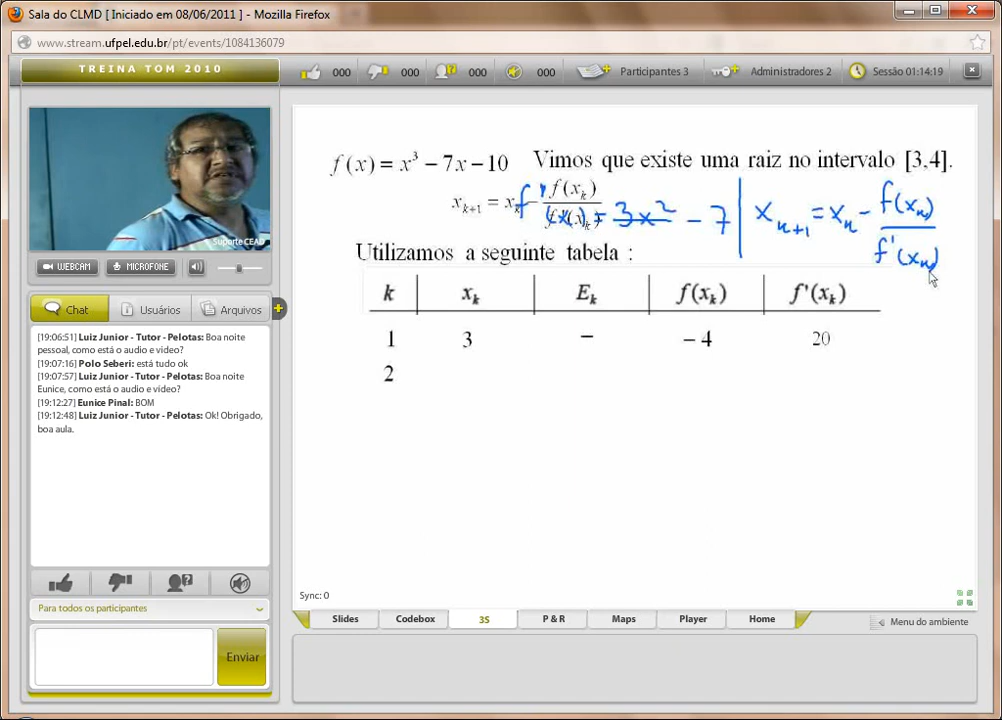 Sala do CLMD [ Iniciado em 08/06/2011 ] - Mozilla Firefox
www.stream.ufpel.edu.br/pt/events/1084136079
TREINA TOM 2010
000 000 000 000 Participantes 3 Administradores 2 Sessão 01:14:19
© Suporte CEAD
WEBCAM MICROFONE
Chat Usuários Arquivos
[19:06:51] Luiz Junior - Tutor - Pelotas: Boa noite
pessoal, como está o audio e video?
[19:07:16] Polo Seberi: está tudo ok
[19:07:57] Luiz Junior - Tutor - Pelotas: Boa noite
Eunice, como está o audio e vídeo?
[19:12:27] Eunice Pinal: BOM
[19:12:48] Luiz Junior - Tutor - Pelotas: Ok! Obrigado,
boa aula.
Para todos os participantes
Enviar
f(x) = x³ − 7x − 10 Vimos que existe uma raiz no intervalo [3,4].
xₖ₊₁ = xₖ − f(xₖ) / f'(xₖ)
f'(x) = 3x² − 7 | xₙ₊₁ = xₙ − f(xₙ) / f'(xₙ)
Utilizamos a seguinte tabela :
k xₖ Eₖ f(xₖ) f'(xₖ)
1 3 − −4 20
2
Sync: 0
Slides Codebox 3S P & R Maps Player Home Menu do ambiente